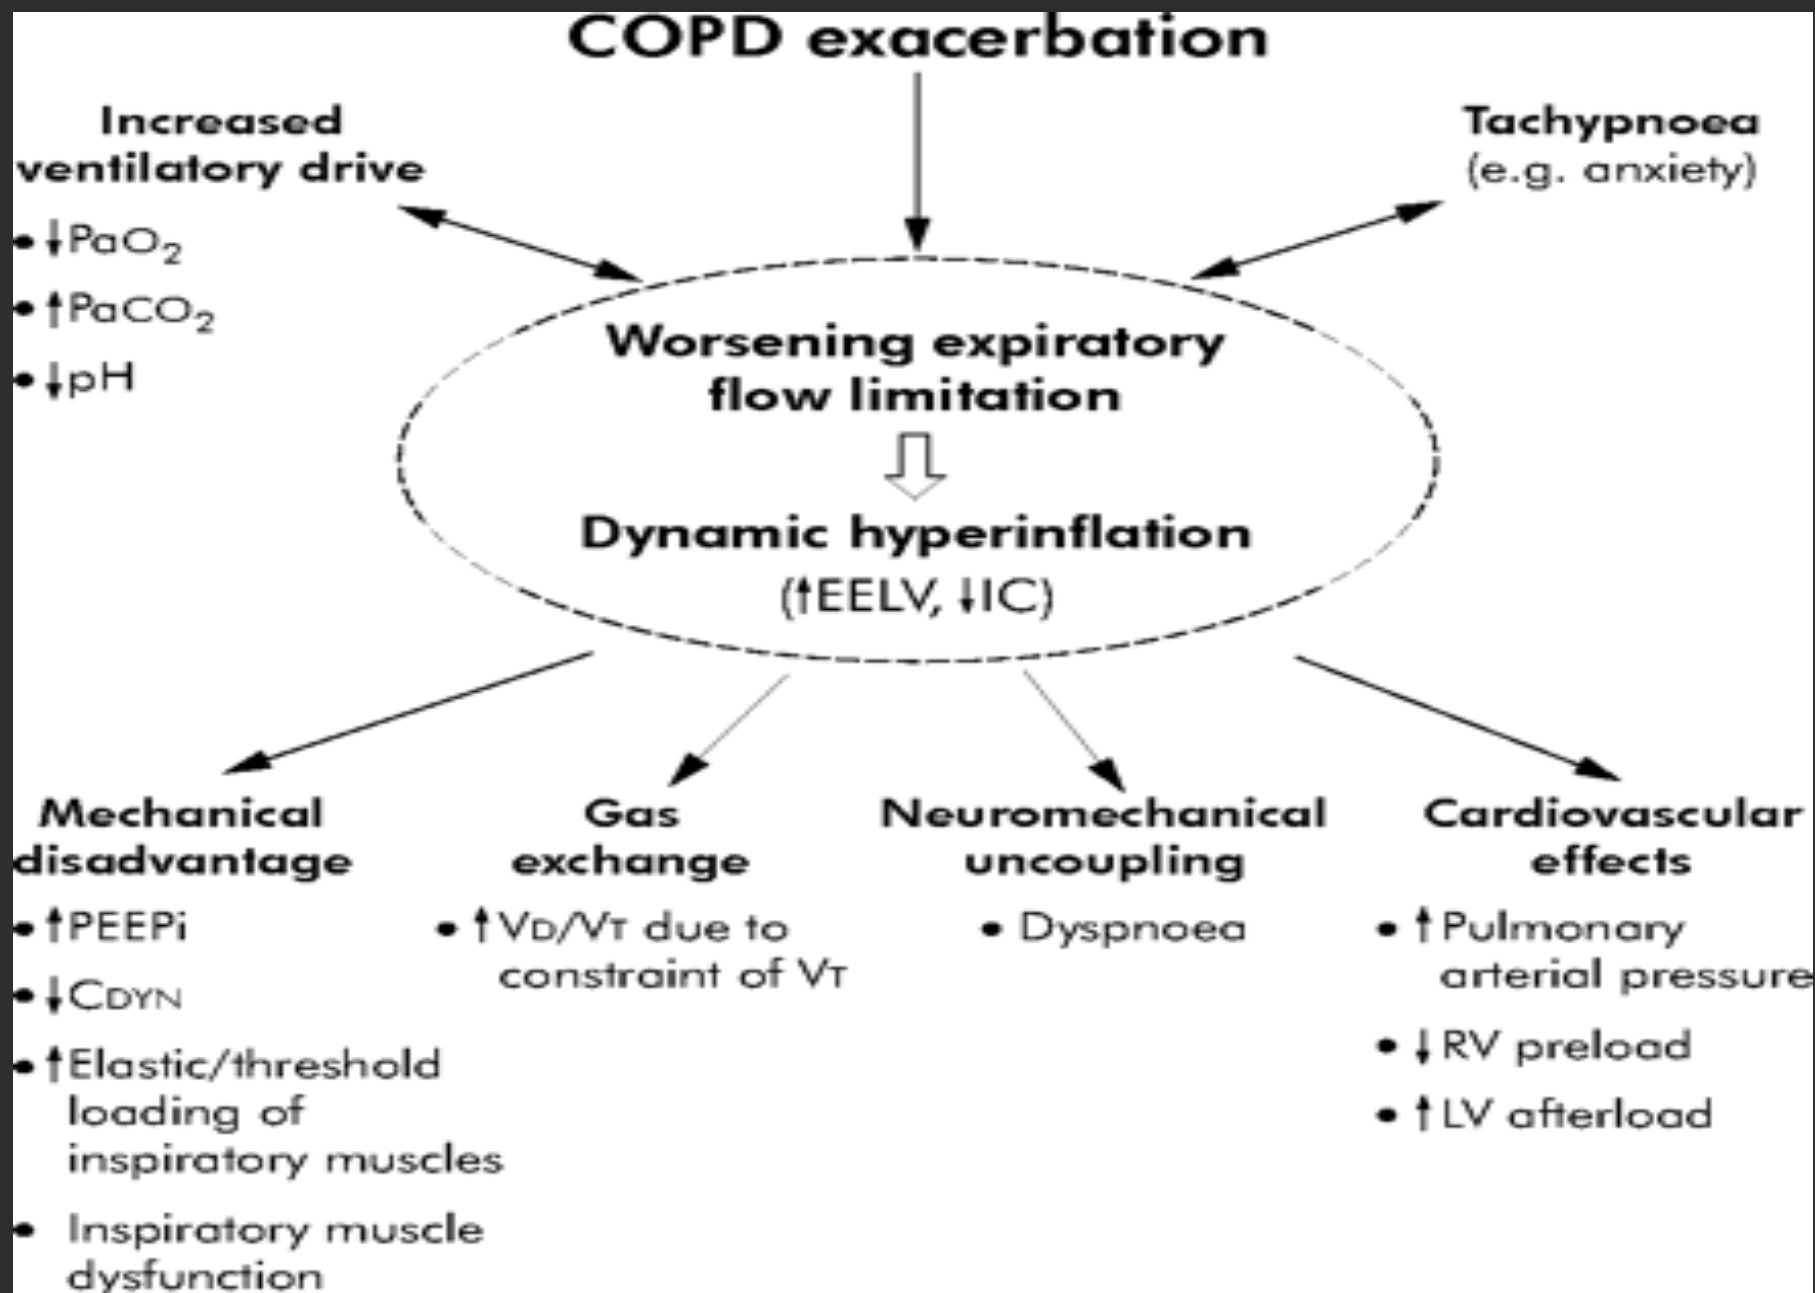 COPD exacerbation
Increased
ventilatory drive
• ↓PaO₂
• ↑PaCO₂
• ↓pH
Tachypnoea
(e.g. anxiety)
Worsening expiratory
flow limitation
Dynamic hyperinflation
(↑EELV, ↓IC)
Mechanical
disadvantage
• ↑PEEPi
• ↓CDYN
• ↑Elastic/threshold
loading of
inspiratory muscles
• Inspiratory muscle
dysfunction
Gas
exchange
• ↑VD/VT due to
constraint of VT
Neuromechanical
uncoupling
• Dyspnoea
Cardiovascular
effects
• ↑Pulmonary
arterial pressure
• ↓RV preload
• ↑LV afterload